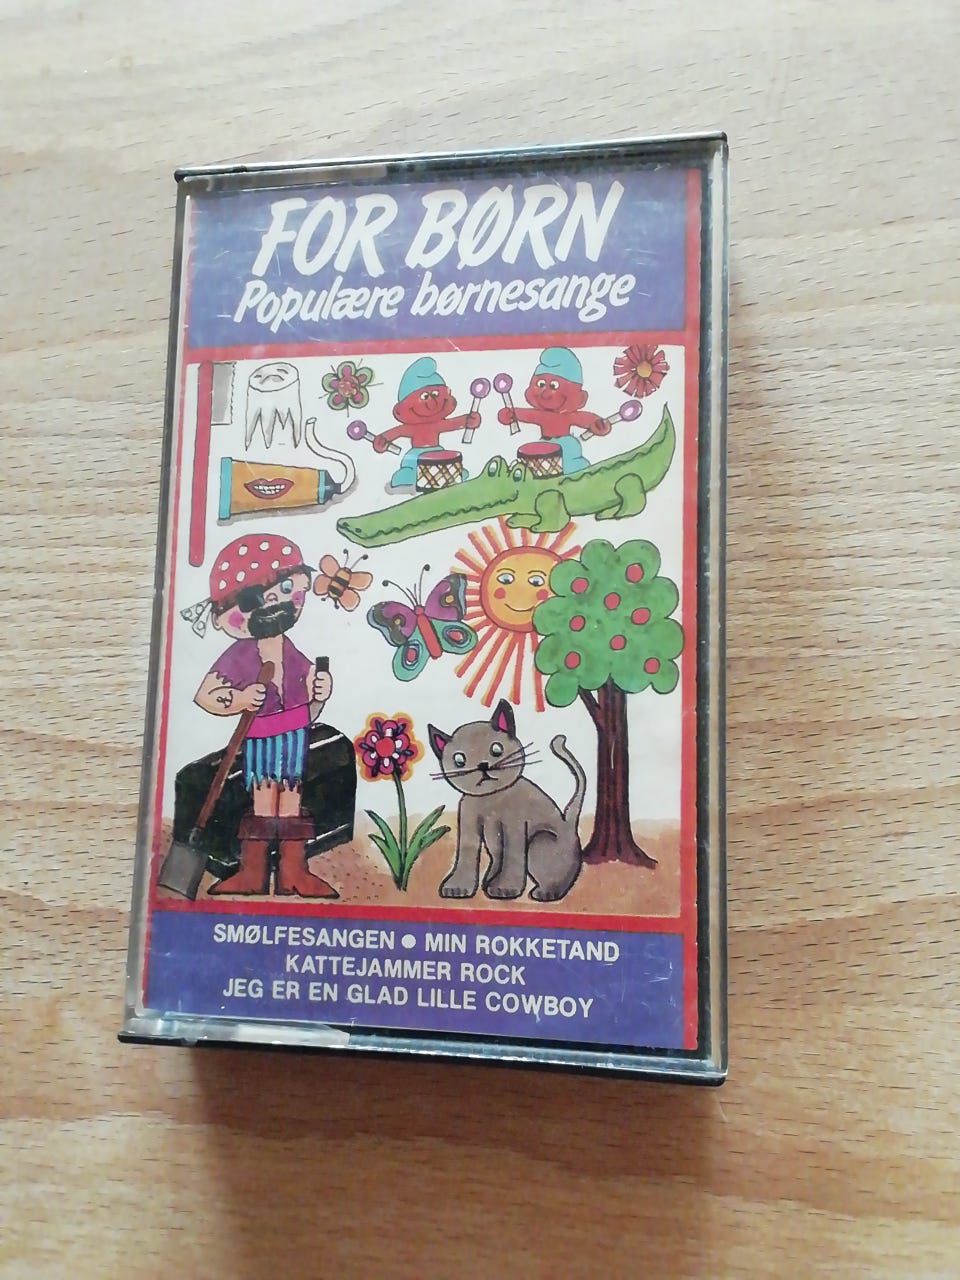 FOR BØRN
Populære børnesange
SMØLFESANGEN ● MIN ROKKETAND
KATTEJAMMER ROCK
JEG ER EN GLAD LILLE COWBOY